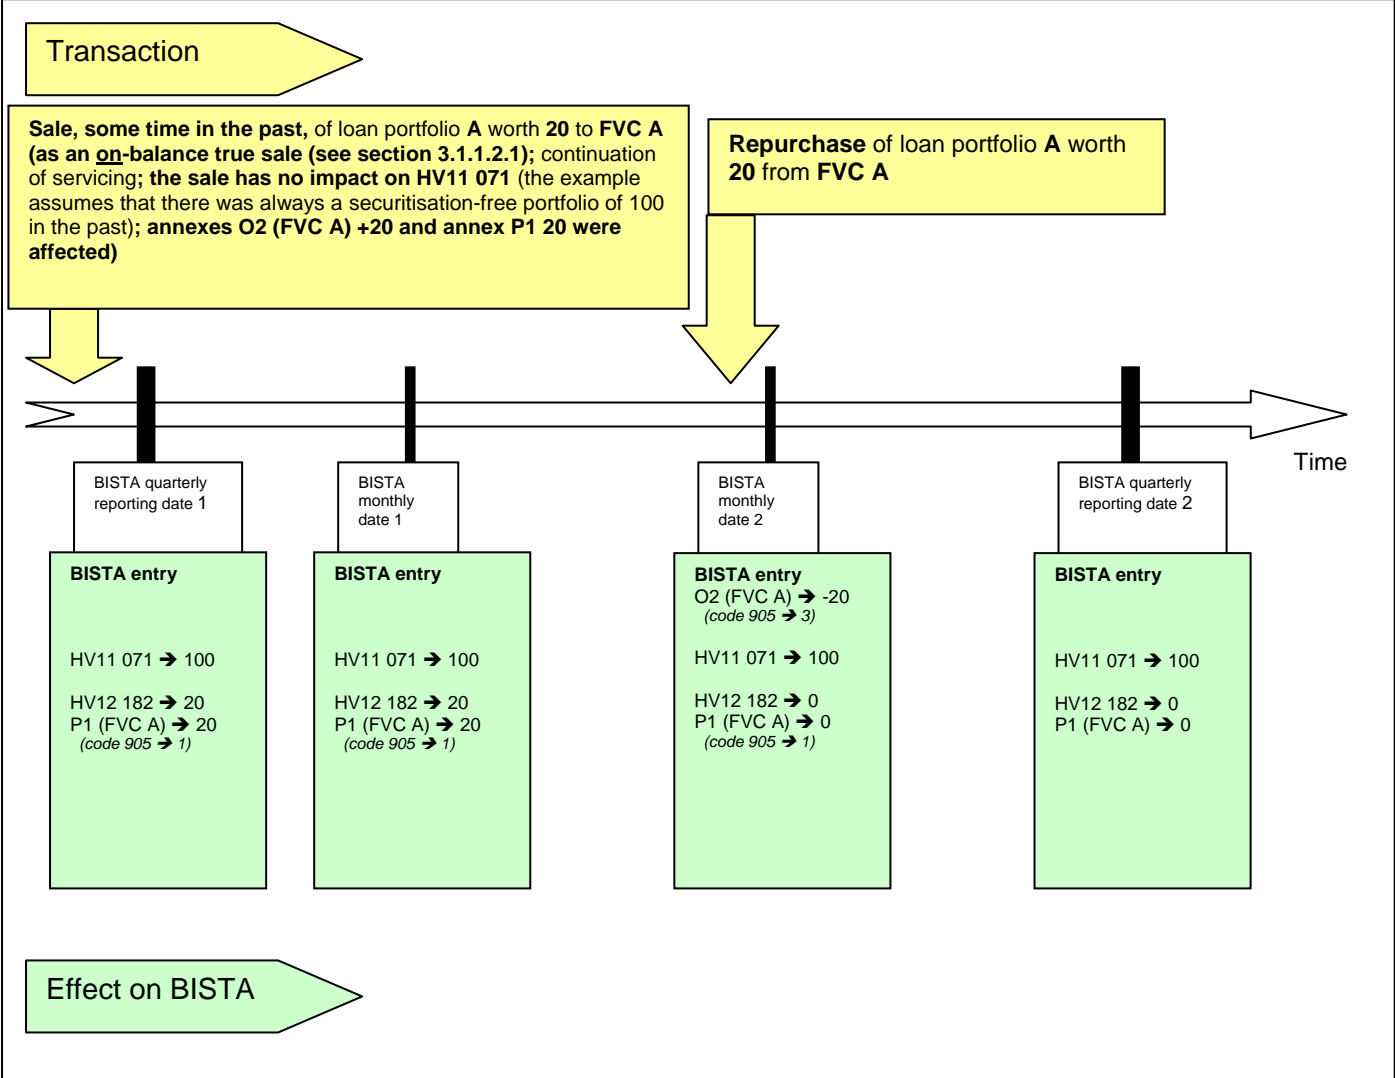 Transaction
Sale, some time in the past, of loan portfolio A worth 20 to FVC A
(as an on-balance true sale (see section 3.1.1.2.1); continuation
of servicing; the sale has no impact on HV11 071 (the example
assumes that there was always a securitisation-free portfolio of 100
in the past); annexes O2 (FVC A) +20 and annex P1 20 were
affected)
Repurchase of loan portfolio A worth
20 from FVC A
Time
BISTA quarterly
reporting date 1
BISTA
monthly
date 1
BISTA
monthly
date 2
BISTA quarterly
reporting date 2
BISTA entry
HV11 071 ➔ 100
HV12 182 ➔ 20
P1 (FVC A) ➔ 20
(code 905 ➔ 1)
BISTA entry
HV11 071 ➔ 100
HV12 182 ➔ 20
P1 (FVC A) ➔ 20
(code 905 ➔ 1)
BISTA entry
O2 (FVC A) ➔ -20
(code 905 ➔ 3)
HV11 071 ➔ 100
HV12 182 ➔ 0
P1 (FVC A) ➔ 0
(code 905 ➔ 1)
BISTA entry
HV11 071 ➔ 100
HV12 182 ➔ 0
P1 (FVC A) ➔ 0
Effect on BISTA